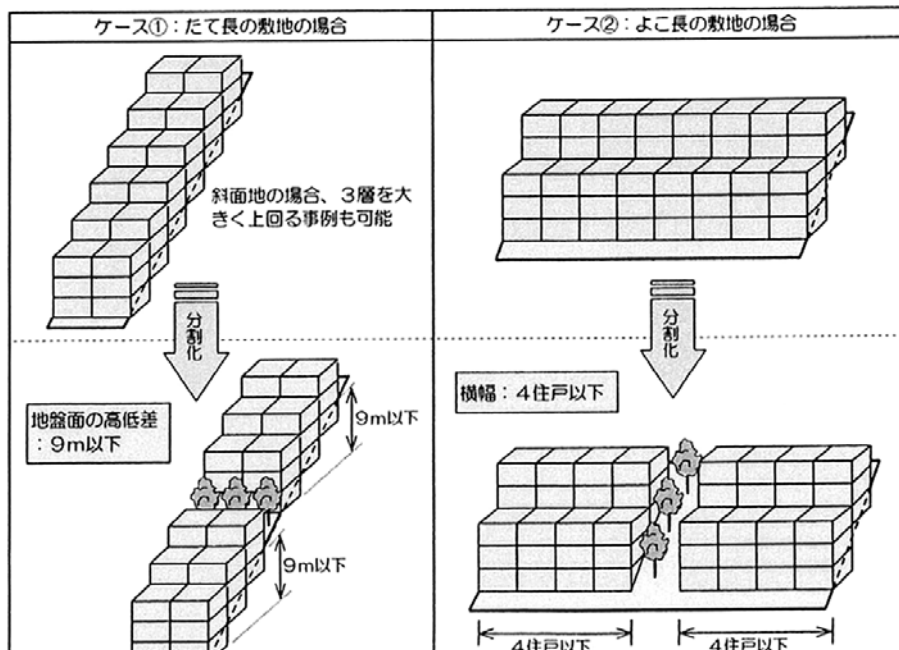 ケース①：たて長の敷地の場合
ケース②：よこ長の敷地の場合
斜面地の場合、３層を大
きく上回る事例も可能
分割化
分割化
地盤面の高低差
：９ｍ以下
横幅：４住戸以下
9ｍ以下
9ｍ以下
４住戸以下
４住戸以下